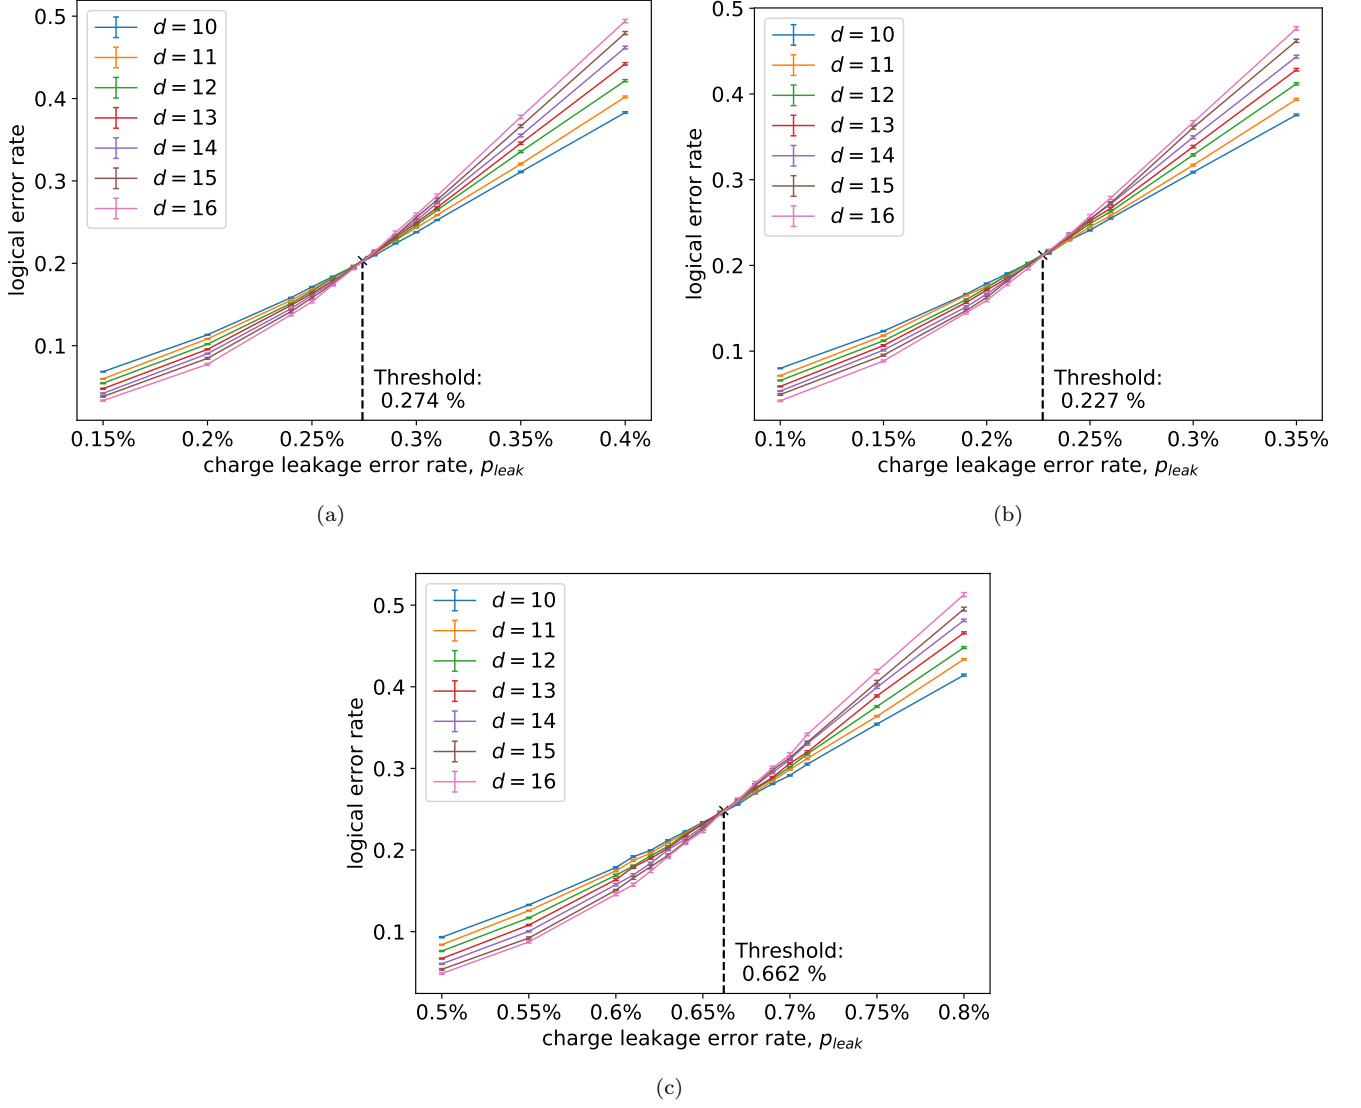 0.5
0.4
0.3
0.2
0.1
logical error rate
d = 10
d = 11
d = 12
d = 13
d = 14
d = 15
d = 16
Threshold:
0.274 %
0.15% 0.2% 0.25% 0.3% 0.35% 0.4%
charge leakage error rate, p_leak
(a)
0.5
0.4
0.3
0.2
0.1
logical error rate
d = 10
d = 11
d = 12
d = 13
d = 14
d = 15
d = 16
Threshold:
0.227 %
0.1% 0.15% 0.2% 0.25% 0.3% 0.35%
charge leakage error rate, p_leak
(b)
0.5
0.4
0.3
0.2
0.1
logical error rate
d = 10
d = 11
d = 12
d = 13
d = 14
d = 15
d = 16
Threshold:
0.662 %
0.5% 0.55% 0.6% 0.65% 0.7% 0.75% 0.8%
charge leakage error rate, p_leak
(c)